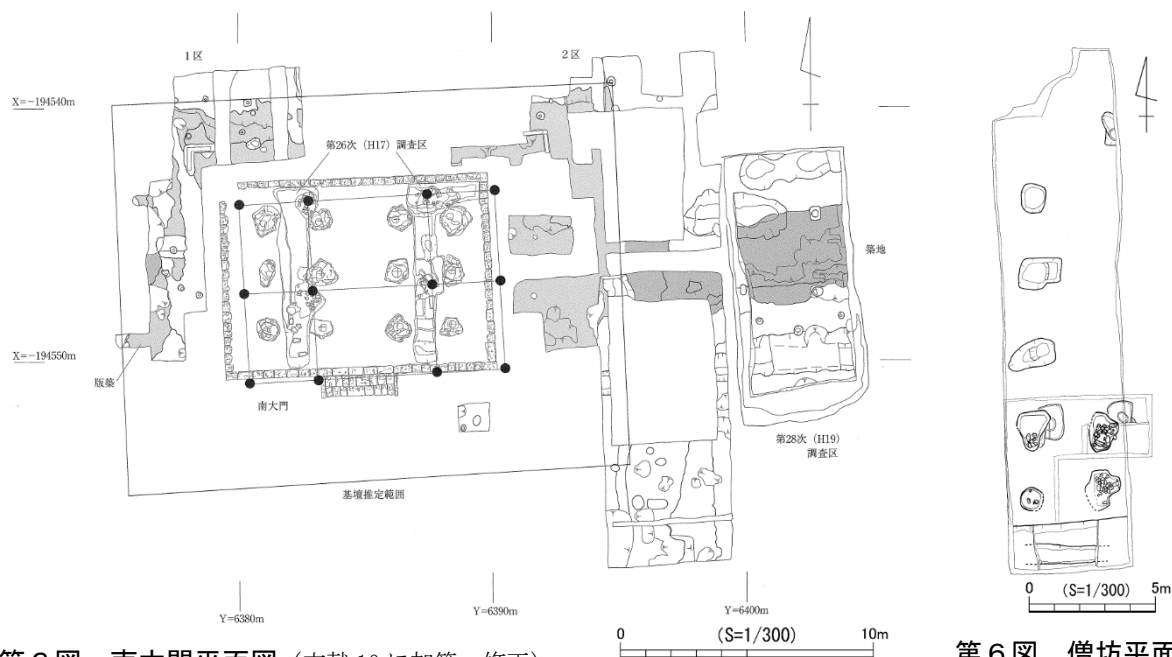 1区
2区
X=-194540m
第26次（H17）調査区
築地
X=-194550m
版築
南大門
第28次（H19）
調査区
基壇推定範囲
Y=6380m
Y=6390m
Y=6400m
0 (S=1/300) 10m
0 (S=1/300) 5m
南大門平面図
第6図 僧坊平面